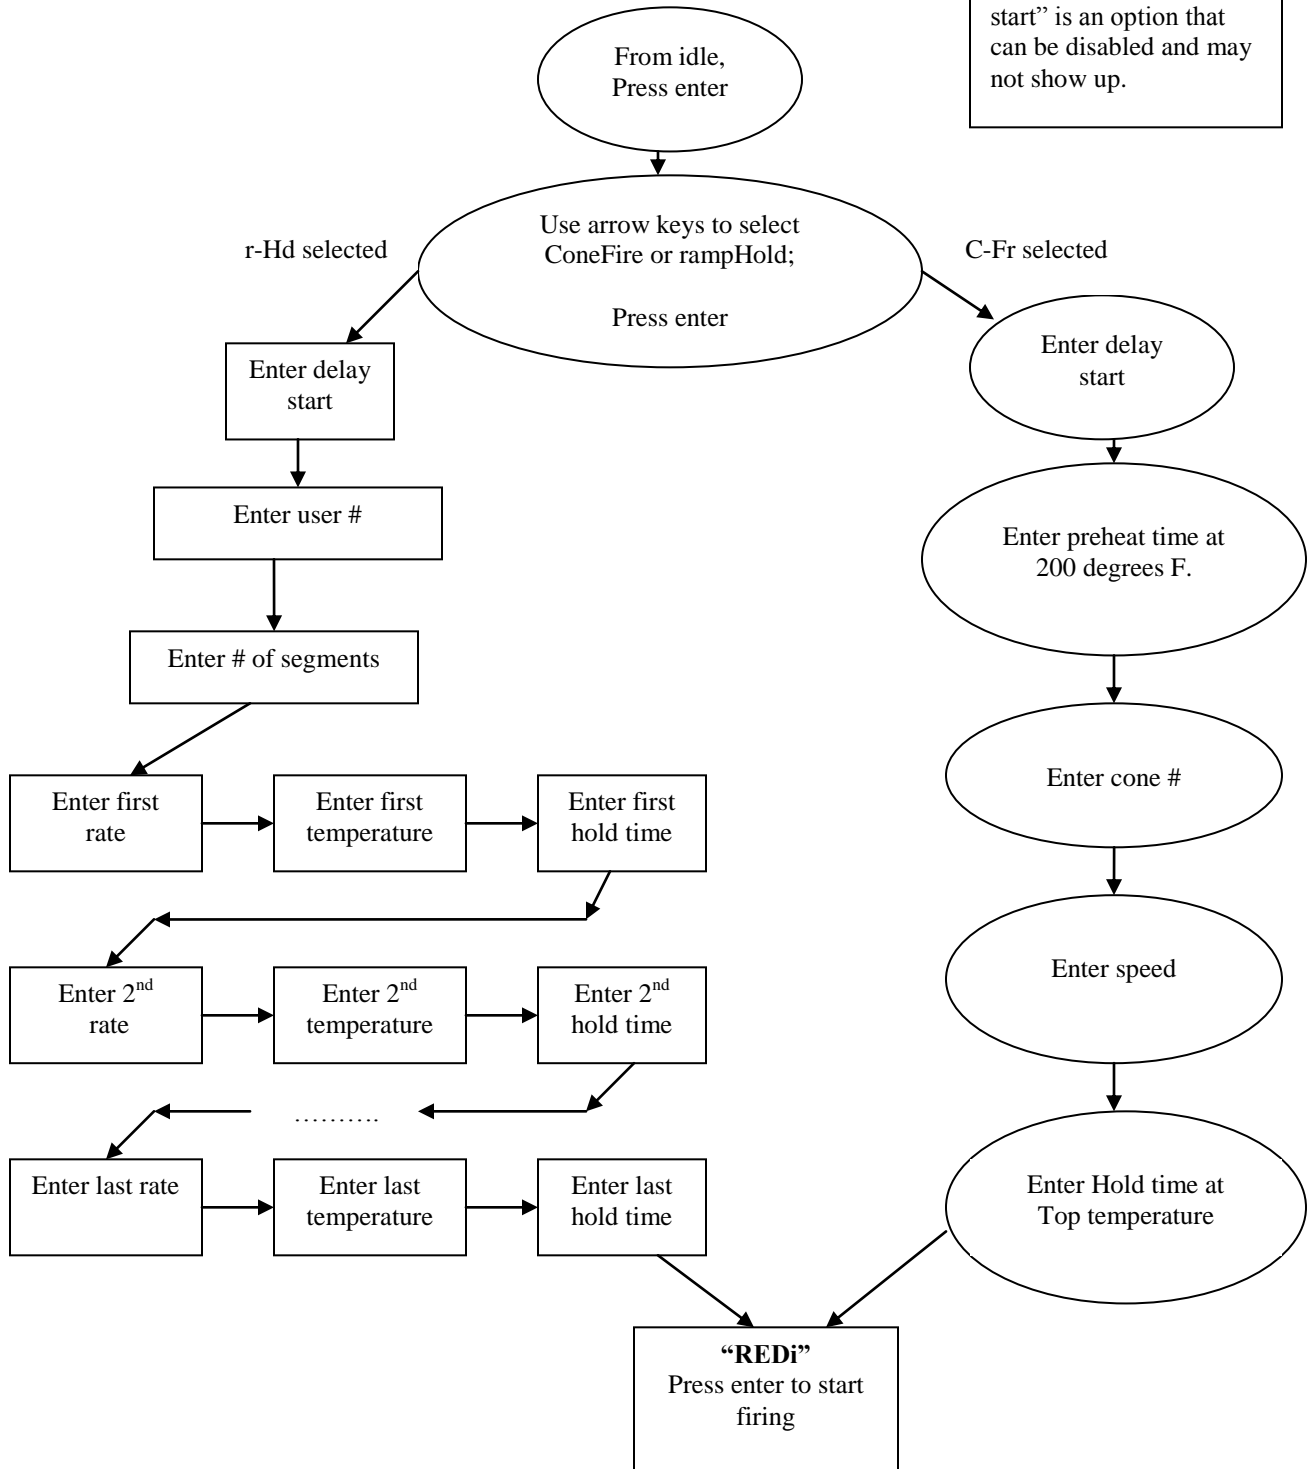 start” is an option that
can be disabled and may
not show up.
From idle,
Press enter
Use arrow keys to select
ConeFire or rampHold;
Press enter
r-Hd selected
C-Fr selected
Enter delay
start
Enter user #
Enter # of segments
Enter first
rate
Enter first
temperature
Enter first
hold time
Enter 2nd
rate
Enter 2nd
temperature
Enter 2nd
hold time
……….
Enter last rate
Enter last
temperature
Enter last
hold time
Enter delay
start
Enter preheat time at
200 degrees F.
Enter cone #
Enter speed
Enter Hold time at
Top temperature
“REDi”
Press enter to start
firing